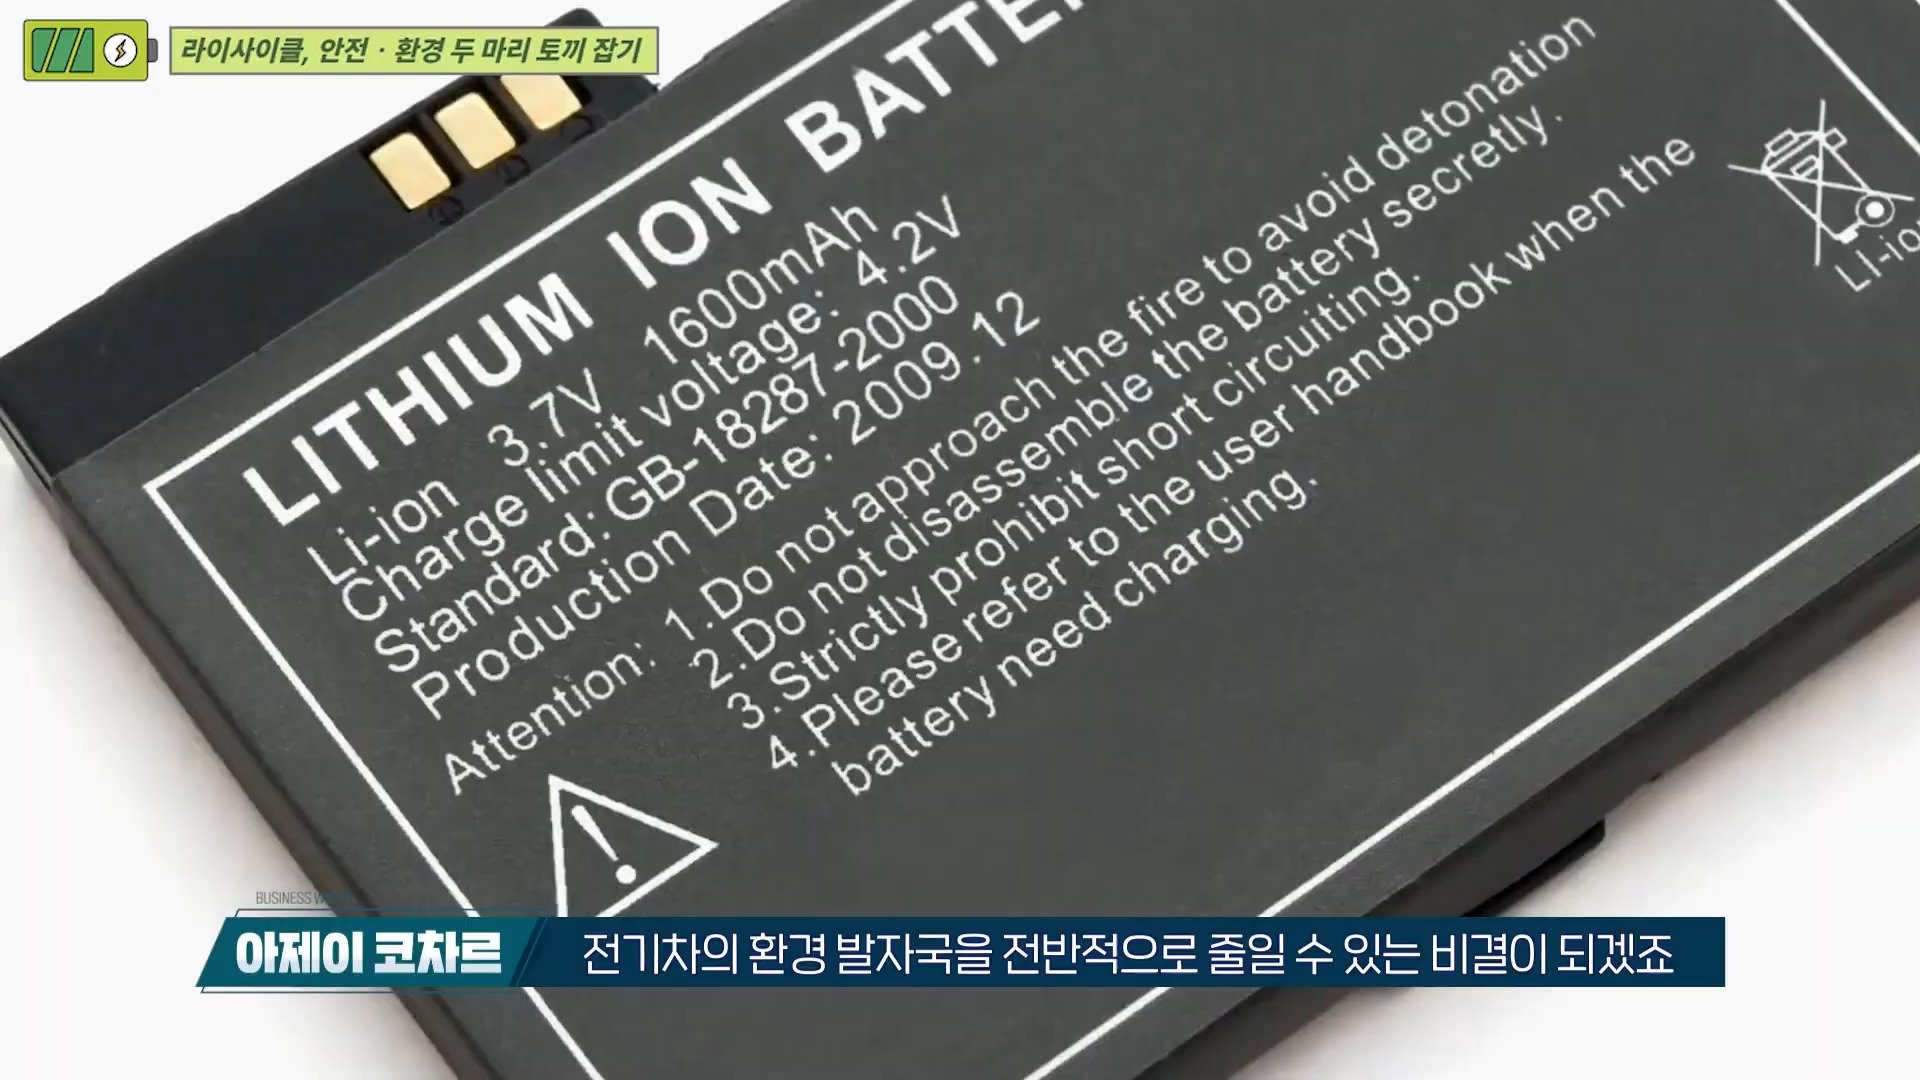 라이사이클, 안전 · 환경 두 마리 토끼 잡기
LITHIUM ION
Li-ion 3.7V 1600mAh
Charge limit voltage: 4.2V
Standard: GB-18287-2000
Production Date: 2009.12
Attention: 1.Do not approach the fire to avoid detonation
2.Do not disassemble the battery secretly.
3.Strictly prohibit short circuiting.
4.Please refer to the user handbook when the
battery need charging.
BUSINESS
아제이 코차르
전기차의 환경 발자국을 전반적으로 줄일 수 있는 비결이 되겠죠